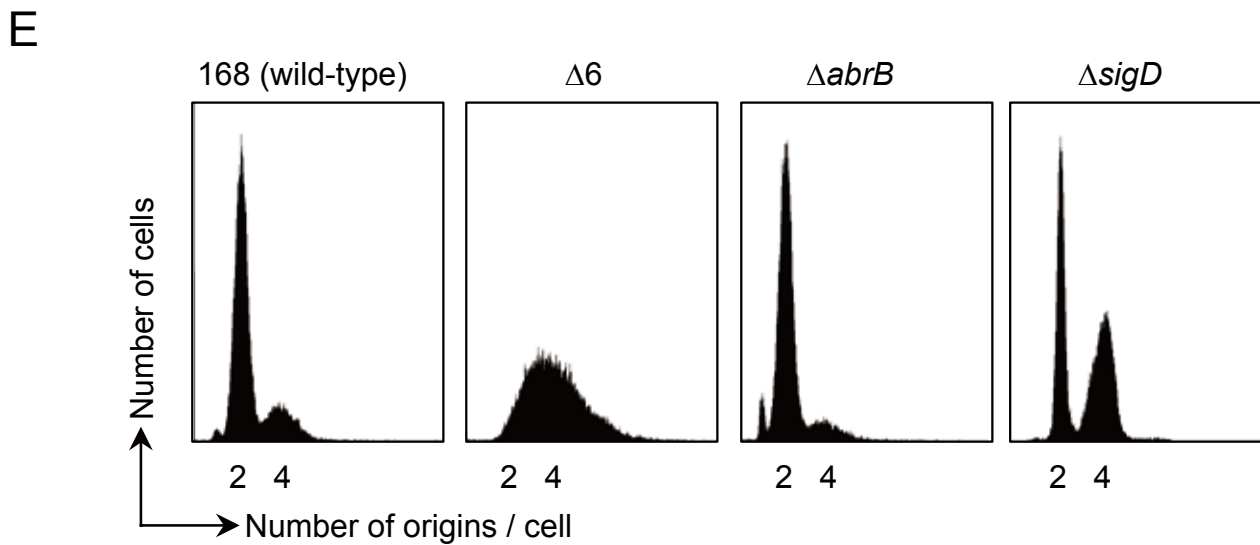 E
168 (wild-type)
Δ6
ΔabrB
ΔsigD
Number of cells
2 4
2 4
2 4
2 4
Number of origins / cell